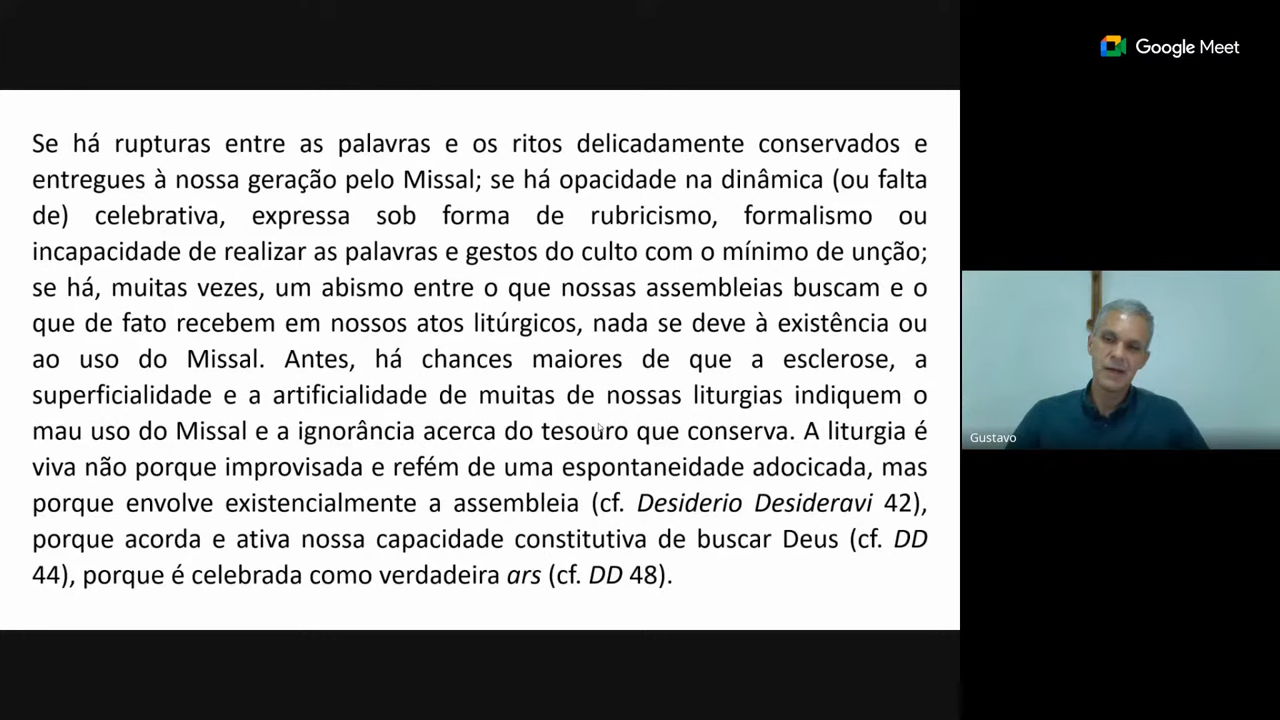 Google Meet
Se há rupturas entre as palavras e os ritos delicadamente conservados e
entregues à nossa geração pelo Missal; se há opacidade na dinâmica (ou falta
de) celebrativa, expressa sob forma de rubricismo, formalismo ou
incapacidade de realizar as palavras e gestos do culto com o mínimo de unção;
se há, muitas vezes, um abismo entre o que nossas assembleias buscam e o
que de fato recebem em nossos atos litúrgicos, nada se deve à existência ou
ao uso do Missal. Antes, há chances maiores de que a esclerose, a
superficialidade e a artificialidade de muitas de nossas liturgias indiquem o
mau uso do Missal e a ignorância acerca do tesouro que conserva. A liturgia é
viva não porque improvisada e refém de uma espontaneidade adocicada, mas
porque envolve existencialmente a assembleia (cf. Desiderio Desideravi 42),
porque acorda e ativa nossa capacidade constitutiva de buscar Deus (cf. DD
44), porque é celebrada como verdadeira ars (cf. DD 48).
Gustavo